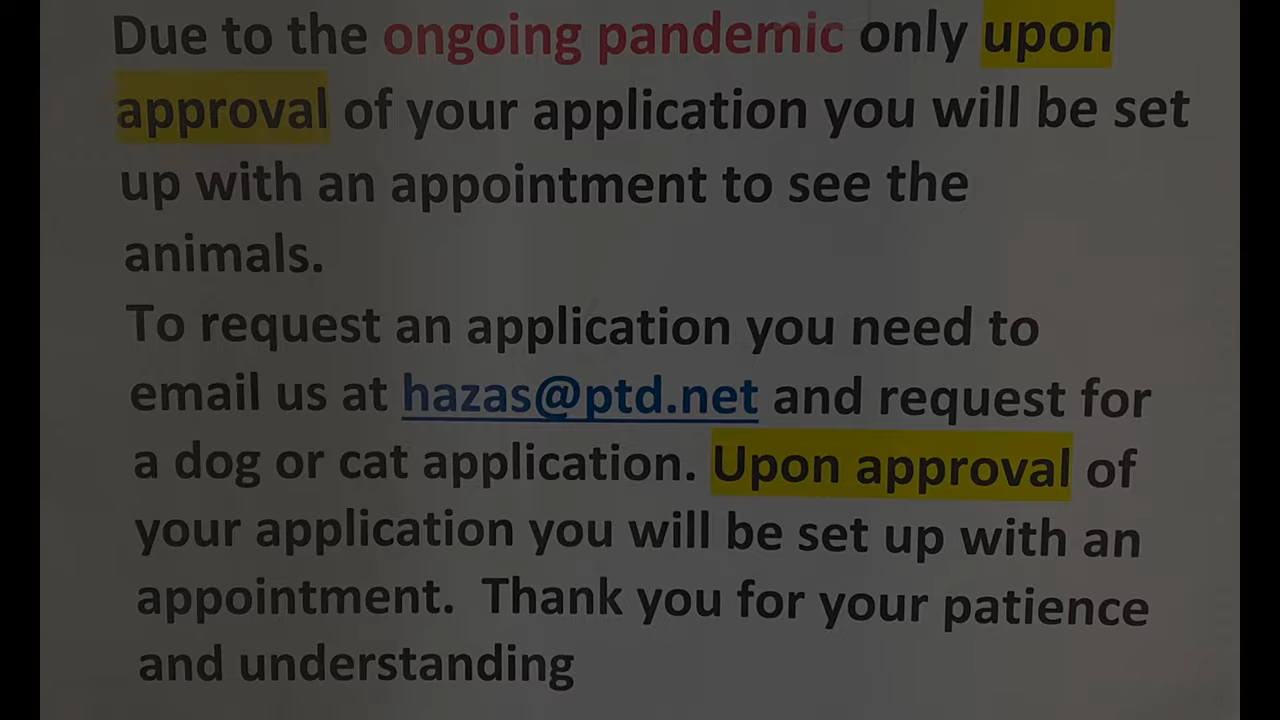 Due to the ongoing pandemic only upon
approval of your application you will be set
up with an appointment to see the
animals.
To request an application you need to
email us at hazas@ptd.net and request for
a dog or cat application. Upon approval of
your application you will be set up with an
appointment. Thank you for your patience
and understanding